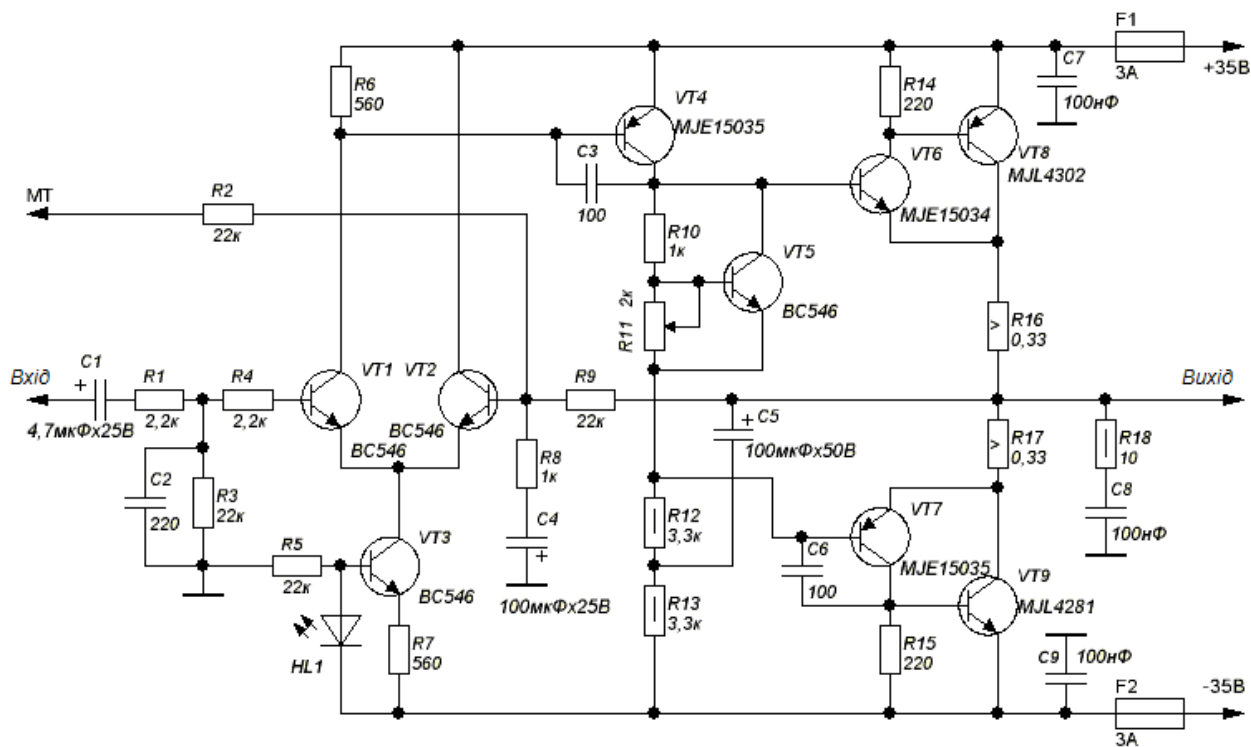 F1
3А
+35В
C7
100нФ
R6
560
VT4
MJE15035
R14
220
VT6
MJE15034
VT8
MJL4302
C3
100
МТ
R2
22к
R10
1к
VT5
BC546
R11 2к
R16
0,33
Вхід
C1
+
4,7мкФх25В
R1
2,2к
R4
2,2к
VT1
BC546
VT2
BC546
R9
22к
+ C5
100мкФх50В
Вихід
R17
0,33
R18
10
C8
100нФ
C2
220
R3
22к
R8
1к
C4
+
100мкФх25В
R5
22к
VT3
BC546
R12
3,3к
R13
3,3к
VT7
MJE15035
C6
100
VT9
MJL4281
HL1
R7
560
R15
220
C9
100нФ
F2
3А
-35В